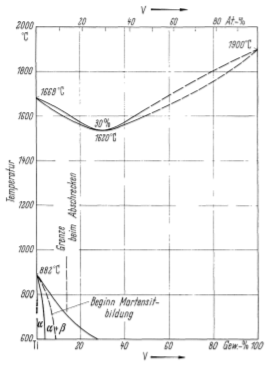 V
20 40 60 80 At.-%
°C
2000
1900°C
1800
1668°C
1600
30%
1620°C
1400
Temperatur
1200
1000
Grenze
beim Abschrecken
882°C
800
Beginn Martensit-
bildung
α
α+β
600
Ti 20 40 60 80 Gew.-% 100
V